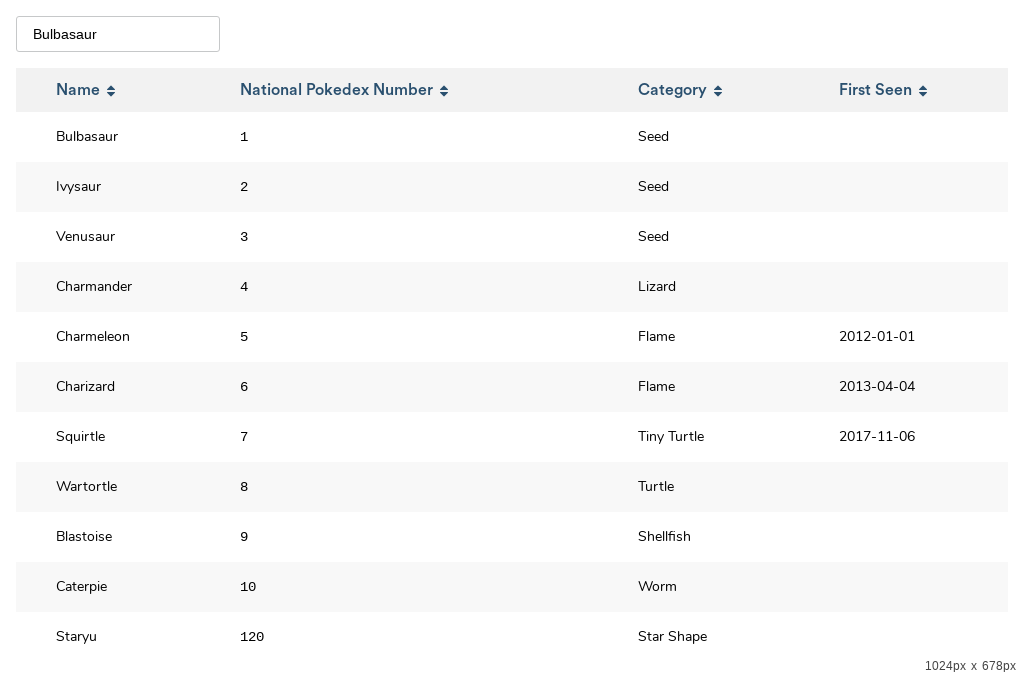 Bulbasaur
Name National Pokedex Number Category First Seen
Bulbasaur 1 Seed
Ivysaur 2 Seed
Venusaur 3 Seed
Charmander 4 Lizard
Charmeleon 5 Flame 2012-01-01
Charizard 6 Flame 2013-04-04
Squirtle 7 Tiny Turtle 2017-11-06
Wartortle 8 Turtle
Blastoise 9 Shellfish
Caterpie 10 Worm
Staryu 120 Star Shape
1024px x 678px